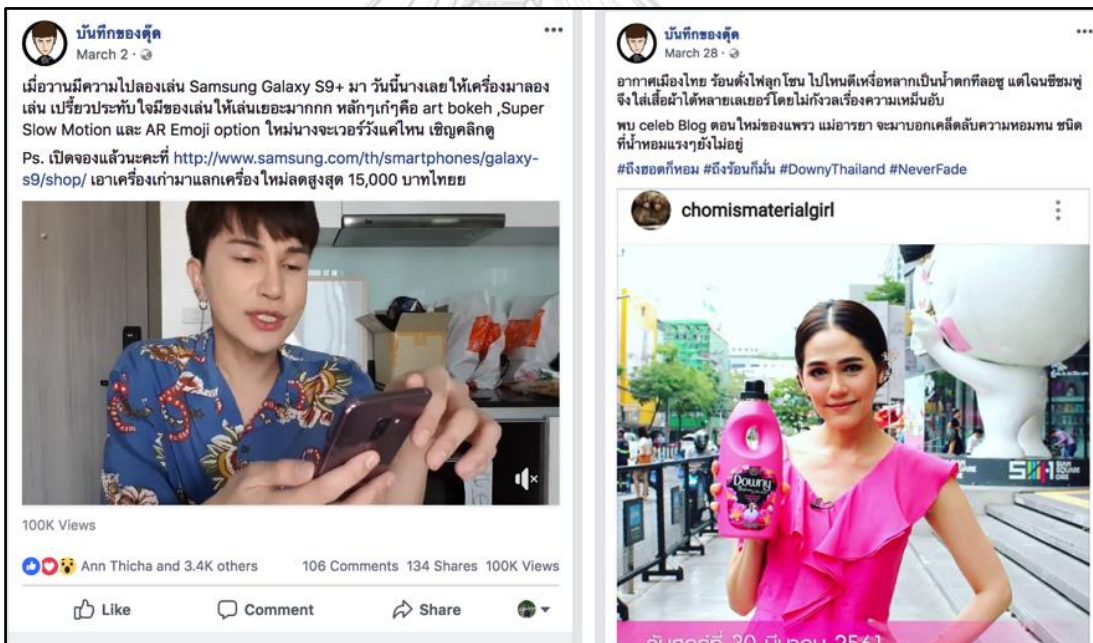 บันทึกของตุ๊ด
March 2 ·
เมื่อวานมีความไปลองเล่น Samsung Galaxy S9+ มา วันนี้นางเลยให้เครื่องมาลอง
เล่น เปรี้ยวประทับใจมีของเล่นให้เล่นเยอะมากกก หลักๆเก๋ๆคือ art bokeh ,Super
Slow Motion และ AR Emoji option ใหม่นางจะเวอร์วังแค่ไหน เชิญคลิกดู
Ps. เปิดจองแล้วนะคะที่ http://www.samsung.com/th/smartphones/galaxy-
s9/shop/ เอาเครื่องเก่ามาแลกเครื่องใหม่ลดสูงสุด 15,000 บาทไทยย
100K Views
Ann Thicha and 3.4K others 106 Comments 134 Shares 100K Views
Like Comment Share
บันทึกของตุ๊ด
March 28 ·
อากาศเมืองไทย ร้อนดั่งไฟลุกโชน ไปไหนตีเหงื่อหลากเป็นน้ำตกทีลอซู แต่ไฉนชีชมพู่
จึงใส่เสื้อผ้าได้หลายเลเยอร์โดยไม่กังวลเรื่องความเหม็นอับ
พบ celeb Blog ตอนใหม่ของแพรว แม่อารยา จะมาบอกเคล็ดลับความหอมทน ชนิด
ที่น้ำหอมแรงๆยังไม่อยู่
#ถึงฮอตก็หอม #ถึงร้อนก็มั่น #DownyThailand #NeverFade
chomismaterialgirl
Downy
SIAM
SQUARE
ONE
วันศุกร์ที่ 30 มีนาคม 2561